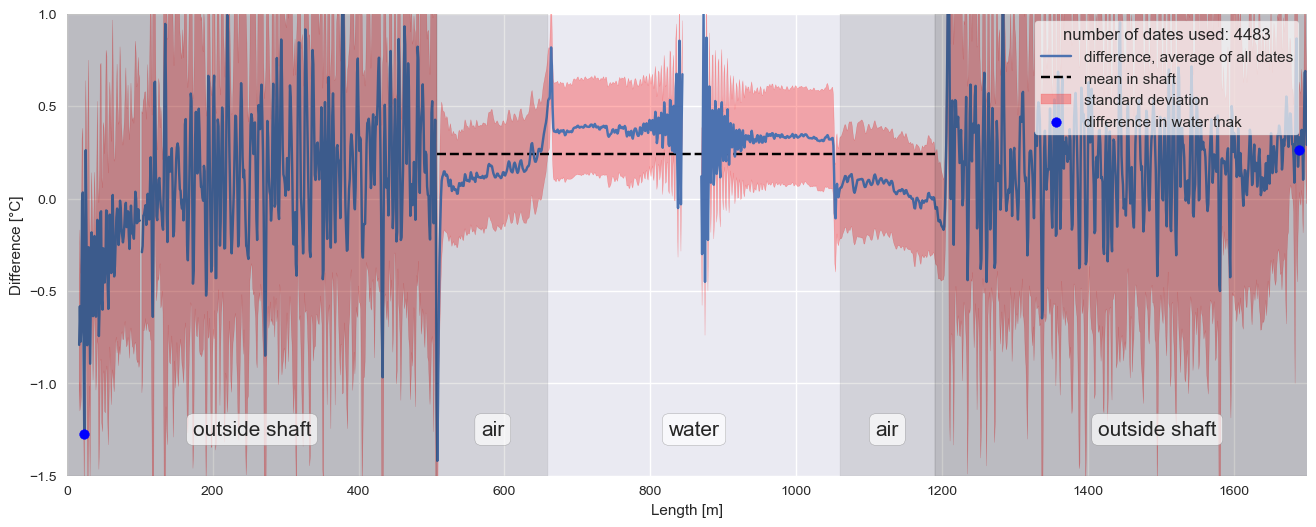 1.0
number of dates used: 4483
difference, average of all dates
mean in shaft
standard deviation
difference in water tnak
0.5
0.0
−0.5
−1.0
−1.5
Difference [°C]
outside shaft
air
water
air
outside shaft
0 200 400 600 800 1000 1200 1400 1600
Length [m]